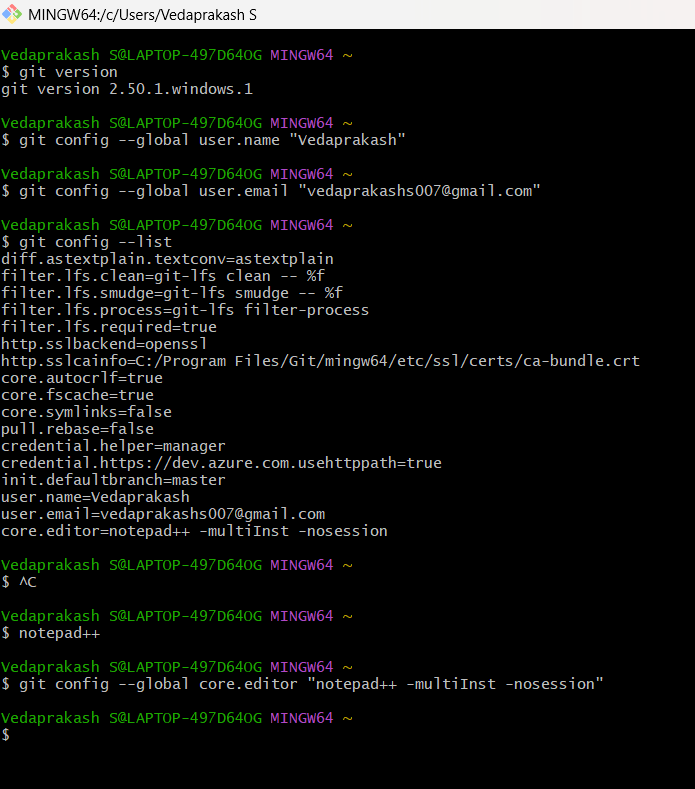 MINGW64:/c/Users/Vedaprakash S
Vedaprakash S@LAPTOP-497D64OG MINGW64 ~
$ git version
git version 2.50.1.windows.1
Vedaprakash S@LAPTOP-497D64OG MINGW64 ~
$ git config --global user.name "Vedaprakash"
Vedaprakash S@LAPTOP-497D64OG MINGW64 ~
$ git config --global user.email "vedaprakashs007@gmail.com"
Vedaprakash S@LAPTOP-497D64OG MINGW64 ~
$ git config --list
diff.astextplain.textconv=astextplain
filter.lfs.clean=git-lfs clean -- %f
filter.lfs.smudge=git-lfs smudge -- %f
filter.lfs.process=git-lfs filter-process
filter.lfs.required=true
http.sslbackend=openssl
http.sslcainfo=C:/Program Files/Git/mingw64/etc/ssl/certs/ca-bundle.crt
core.autocrlf=true
core.fscache=true
core.symlinks=false
pull.rebase=false
credential.helper=manager
credential.https://dev.azure.com.usehttppath=true
init.defaultbranch=master
user.name=Vedaprakash
user.email=vedaprakashs007@gmail.com
core.editor=notepad++ -multiInst -nosession
Vedaprakash S@LAPTOP-497D64OG MINGW64 ~
$ ^C
Vedaprakash S@LAPTOP-497D64OG MINGW64 ~
$ notepad++
Vedaprakash S@LAPTOP-497D64OG MINGW64 ~
$ git config --global core.editor "notepad++ -multiInst -nosession"
Vedaprakash S@LAPTOP-497D64OG MINGW64 ~
$